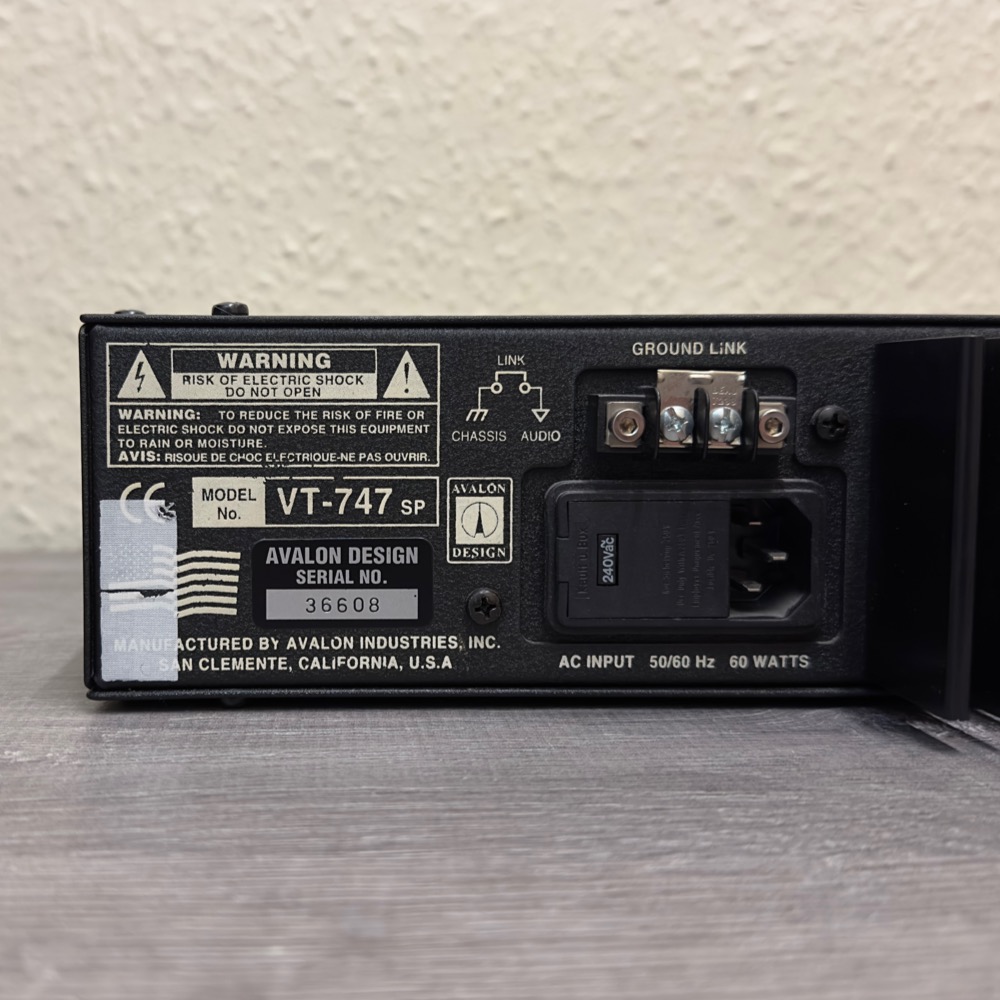 WARNING
RISK OF ELECTRIC SHOCK
DO NOT OPEN
WARNING: TO REDUCE THE RISK OF FIRE OR
ELECTRIC SHOCK DO NOT EXPOSE THIS EQUIPMENT
TO RAIN OR MOISTURE.
AVIS: RISQUE DE CHOC ELECTRIQUE-NE PAS OUVRIR.
LINK
CHASSIS AUDIO
GROUND LINK
CE
MODEL
No.
VT-747 SP
AVALON
DESIGN
AVALON DESIGN
SERIAL NO.
36608
240Vac
MANUFACTURED BY AVALON INDUSTRIES, INC.
SAN CLEMENTE, CALIFORNIA, U.S.A
AC INPUT 50/60 Hz 60 WATTS